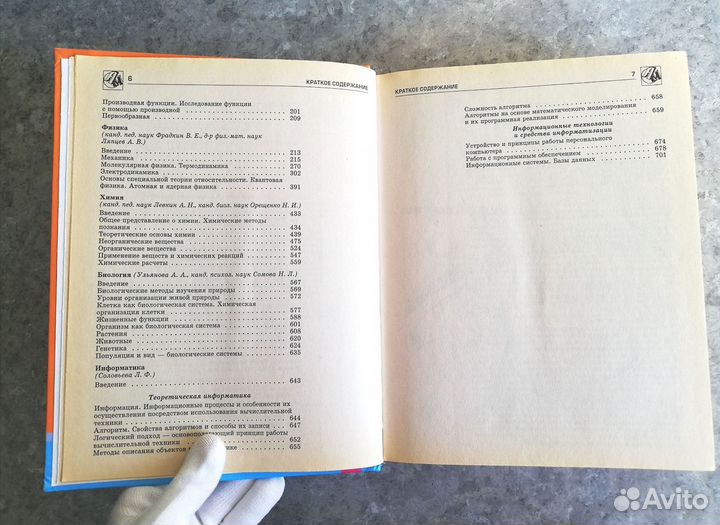 6 КРАТКОЕ СОДЕРЖАНИЕ
Производная функции. Исследование функции
с помощью производной 201
Первообразная 209
Физика
(канд. пед. наук Фрадкин В. Е., д-р физ.-мат. наук
Ляпцев А. В.)
Введение 213
Механика 215
Молекулярная физика. Термодинамика 270
Электродинамика 302
Основы специальной теории относительности. Квантовая
физика. Атомная и ядерная физика 391
Химия
(канд. пед. наук Левкин А. Н., канд. биол. наук Орещенко Н. И.)
Введение 433
Общее представление о химии. Химические методы
познания 434
Теоретические основы химии 439
Неорганические вещества 475
Органические вещества 524
Применение веществ и химических реакций 547
Химические расчеты 559
Биология (Ульянова А. А., канд. психол. наук Сомова Н. Л.)
Введение 567
Биологические методы изучения природы 569
Уровни организации живой природы 572
Клетка как биологическая система. Химическая
организация клетки 577
Жизненные функции 588
Организм как биологическая система 601
Растения 608
Животные 620
Генетика 624
Популяция и вид — биологические системы 635
Информатика
(Соловьева Л. Ф.)
Введение 643
Теоретическая информатика
Информация. Информационные процессы и особенности их
осуществления посредством использования вычислительной
техники 644
Алгоритм. Свойства алгоритмов и способы их записи 647
Логический подход — основополагающий принцип работы
вычислительной техники 652
Методы описания объектов 655
КРАТКОЕ СОДЕРЖАНИЕ 7
Сложность алгоритма 658
Алгоритмы на основе математического моделирования
и их программная реализация 659
Информационные технологии
и средства информатизации
Устройство и принципы работы персонального
компьютера 674
Работа с программным обеспечением 678
Информационные системы. Базы данных 701
Avito